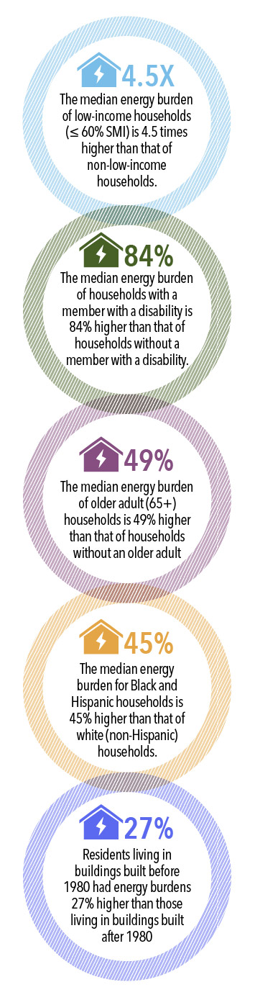 4.5X
The median energy burden
of low-income households
(≤ 60% SMI) is 4.5 times
higher than that of
non-low-income
households.
84%
The median energy burden
of households with a
member with a disability is
84% higher than that of
households without a
member with a disability.
49%
The median energy burden
of older adult (65+)
households is 49% higher
than that of households
without an older adult
45%
The median energy
burden for Black and
Hispanic households is
45% higher than that of
white (non-Hispanic)
households.
27%
Residents living in
buildings built before
1980 had energy burdens
27% higher than those
living in buildings built
after 1980